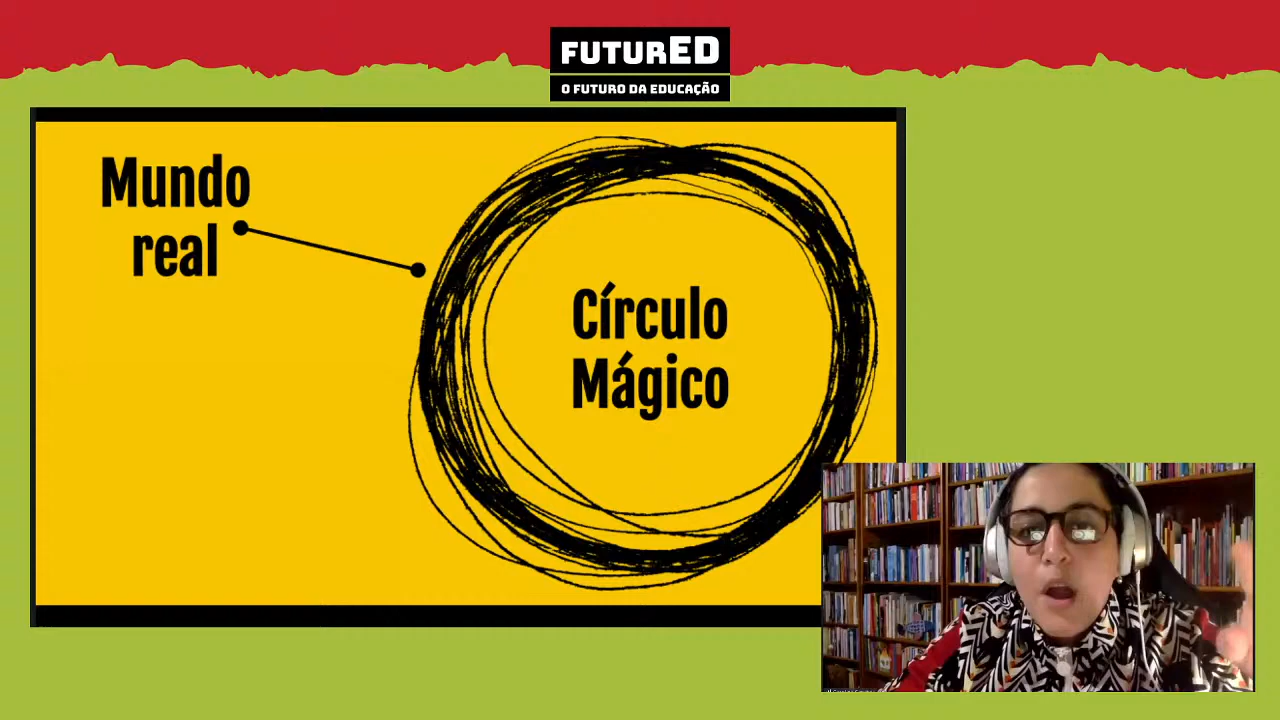 FUTURED
O FUTURO DA EDUCAÇÃO
Mundo
real
Círculo
Mágico